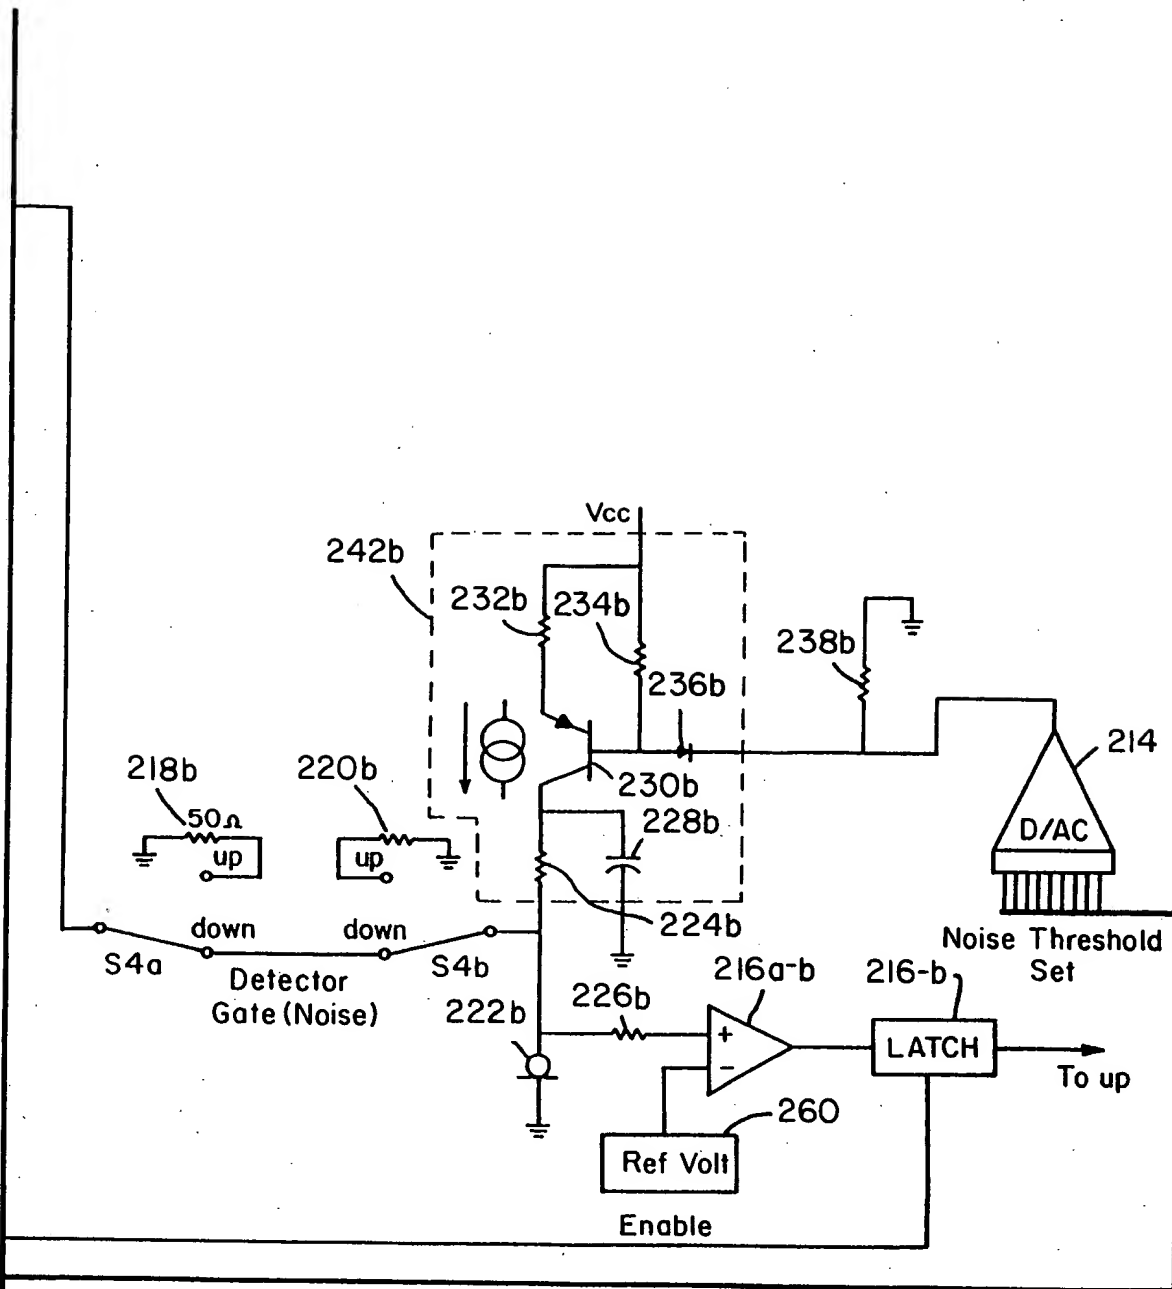 Vcc
242b
232b
234b
238b
236b
214
218b
220b
230b
50Ω
228b
D/AC
up
up
down
down
224b
Noise Threshold
Set
S4a
S4b
Detector
Gate (Noise)
216a-b
216-b
222b
226b
+
LATCH
−
To up
260
Ref Volt
Enable